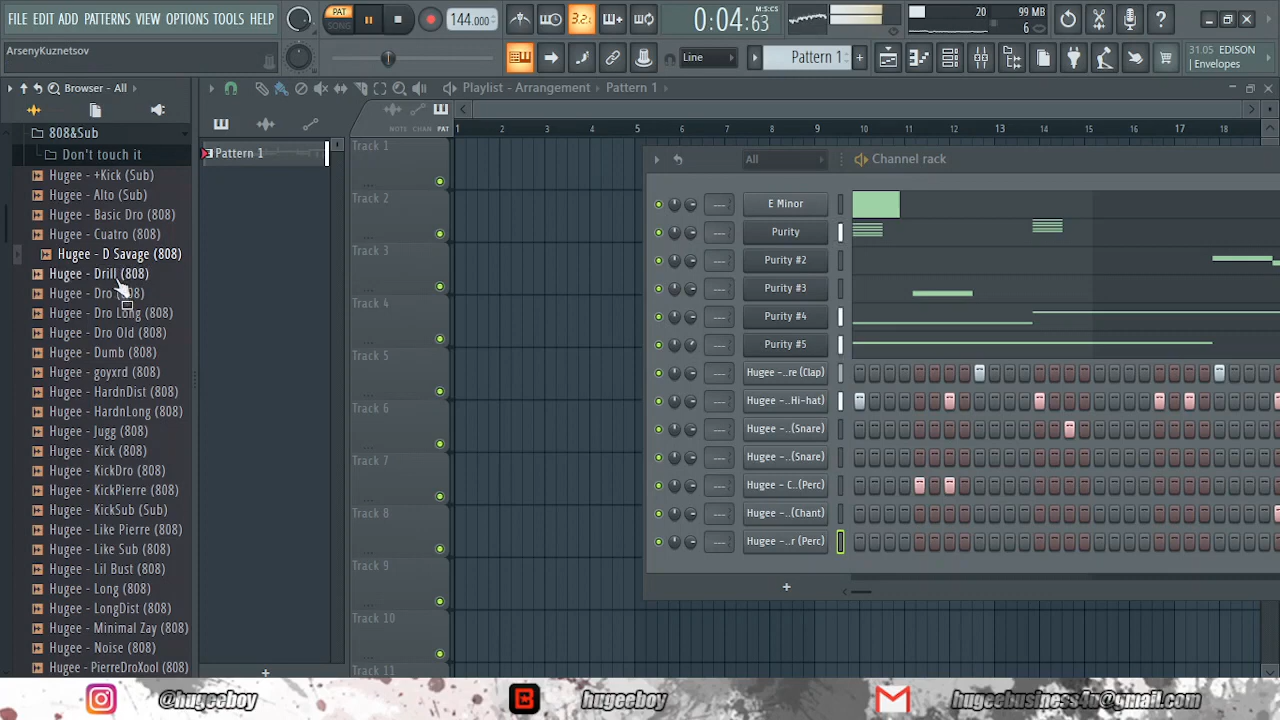 FILE EDIT ADD PATTERNS VIEW OPTIONS TOOLS HELP
PAT
SONG
144.000
3.2.
0:04:63
M:S:CS
20
99 MB
6
ArsenyKuznetsov
Line
Pattern 1
31.05 EDISON
| Envelopes
Browser - All
Playlist - Arrangement › Pattern 1 ›
NOTE CHAN PAT
1 2 3 4 5 6 7 8 9 10 11 12 13 14 15 16 17 18
808&Sub
Don't touch it
Hugee - +Kick (Sub)
Hugee - Alto (Sub)
Hugee - Basic Dro (808)
Hugee - Cuatro (808)
Hugee - D Savage (808)
Hugee - Drill (808)
Hugee - Dro (808)
Hugee - Dro Long (808)
Hugee - Dro Old (808)
Hugee - Dumb (808)
Hugee - goyxrd (808)
Hugee - HardnDist (808)
Hugee - HardnLong (808)
Hugee - Jugg (808)
Hugee - Kick (808)
Hugee - KickDro (808)
Hugee - KickPierre (808)
Hugee - KickSub (Sub)
Hugee - Like Pierre (808)
Hugee - Like Sub (808)
Hugee - Lil Bust (808)
Hugee - Long (808)
Hugee - LongDist (808)
Hugee - Minimal Zay (808)
Hugee - Noise (808)
Hugee - PierreDroXool (808)
Pattern 1
Track 1
Track 2
Track 3
Track 4
Track 5
Track 6
Track 7
Track 8
Track 9
Track 10
Track 11
All
Channel rack
E Minor
Purity
Purity #2
Purity #3
Purity #4
Purity #5
Hugee -..re (Clap)
Hugee -...Hi-hat)
Hugee -..(Snare)
Hugee -..(Snare)
Hugee - C..(Perc)
Hugee -..(Chant)
Hugee -..r (Perc)
@hugeeboy
hugeeboy
hugeebusiness4u@gmail.com